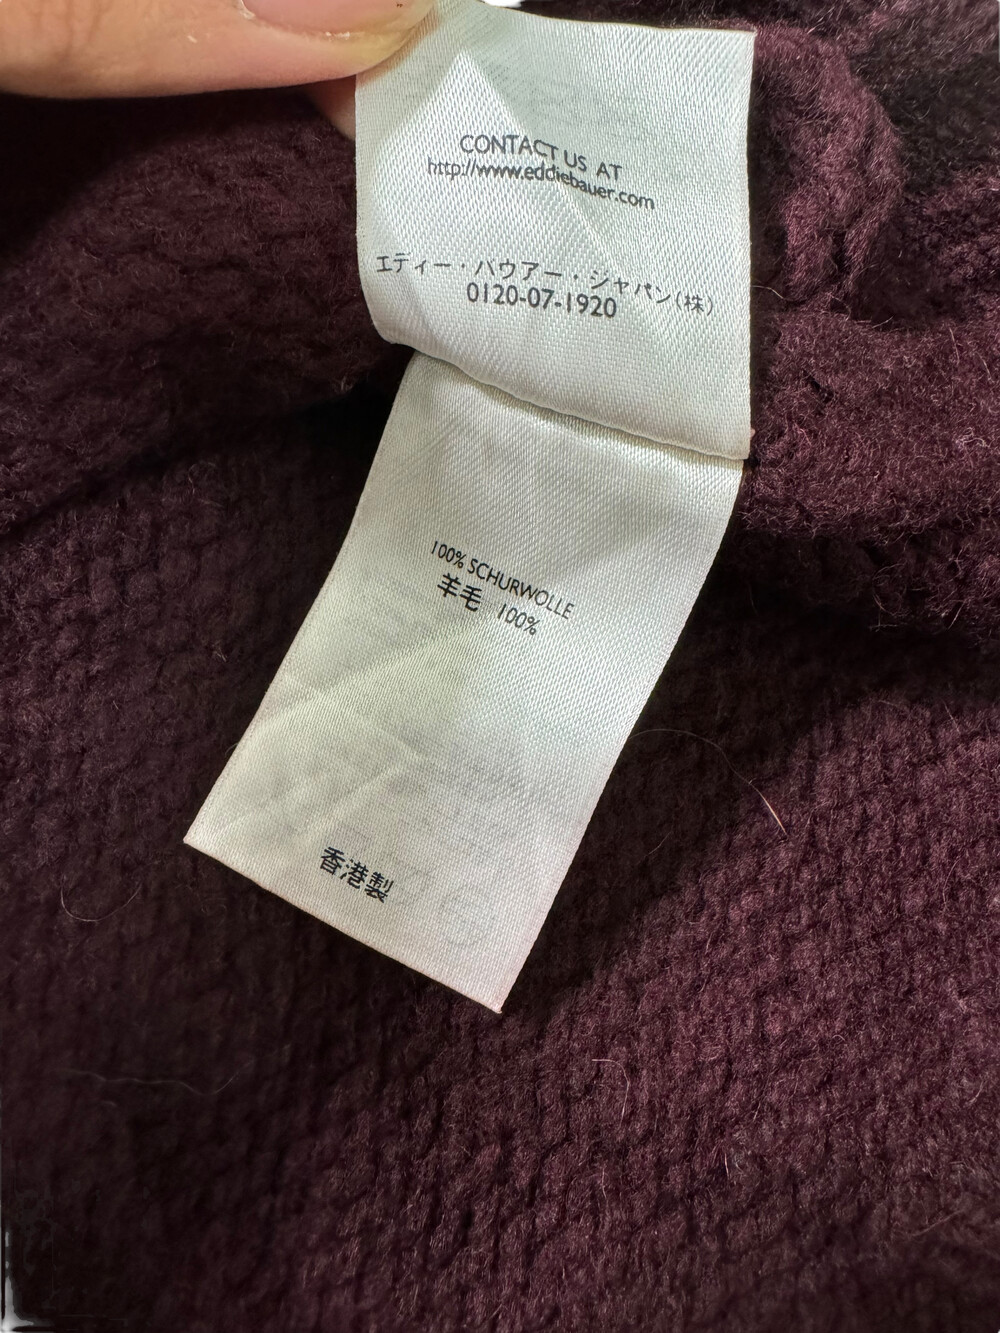 CONTACT US AT
http://www.eddiebauer.com
エディー・バウアー・ジャパン(株)
0120-07-1920
100% SCHURWOLLE
羊毛 100%
香港製